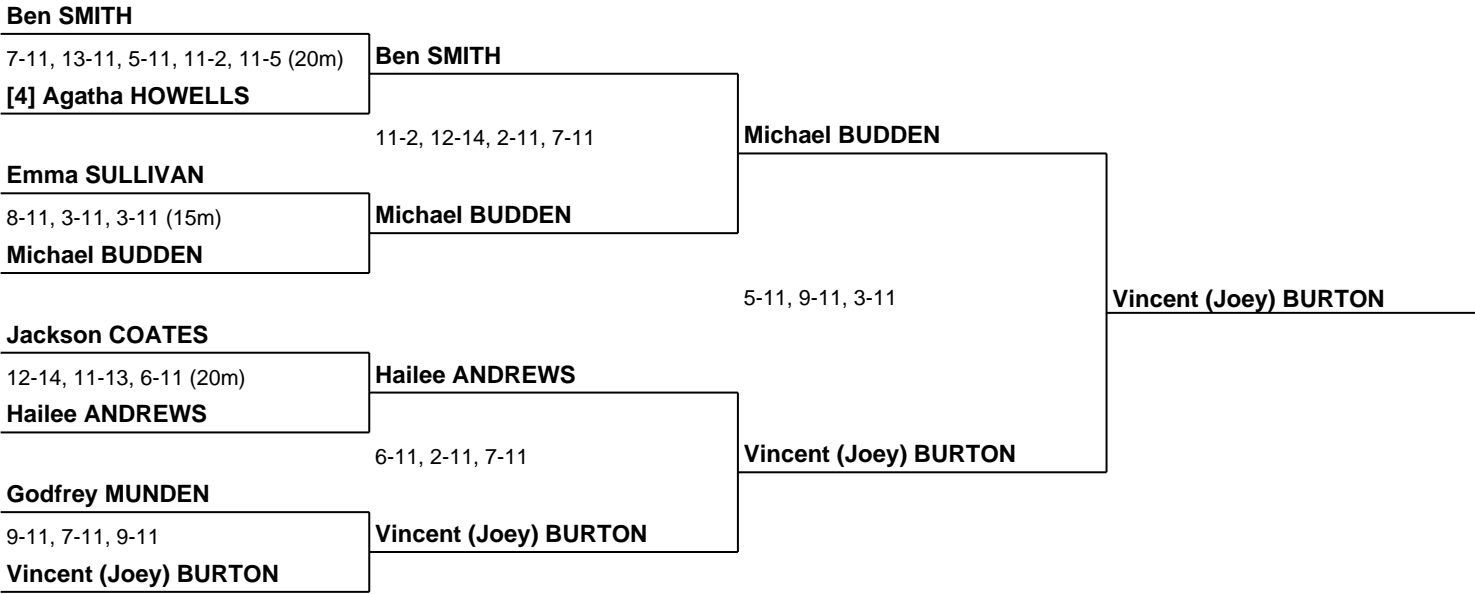 Ben SMITH
7-11, 13-11, 5-11, 11-2, 11-5 (20m)
[4] Agatha HOWELLS
Emma SULLIVAN
8-11, 3-11, 3-11 (15m)
Michael BUDDEN
Jackson COATES
12-14, 11-13, 6-11 (20m)
Hailee ANDREWS
Godfrey MUNDEN
9-11, 7-11, 9-11
Vincent (Joey) BURTON
Ben SMITH
11-2, 12-14, 2-11, 7-11
Michael BUDDEN
Hailee ANDREWS
6-11, 2-11, 7-11
Vincent (Joey) BURTON
Michael BUDDEN
5-11, 9-11, 3-11
Vincent (Joey) BURTON
Vincent (Joey) BURTON